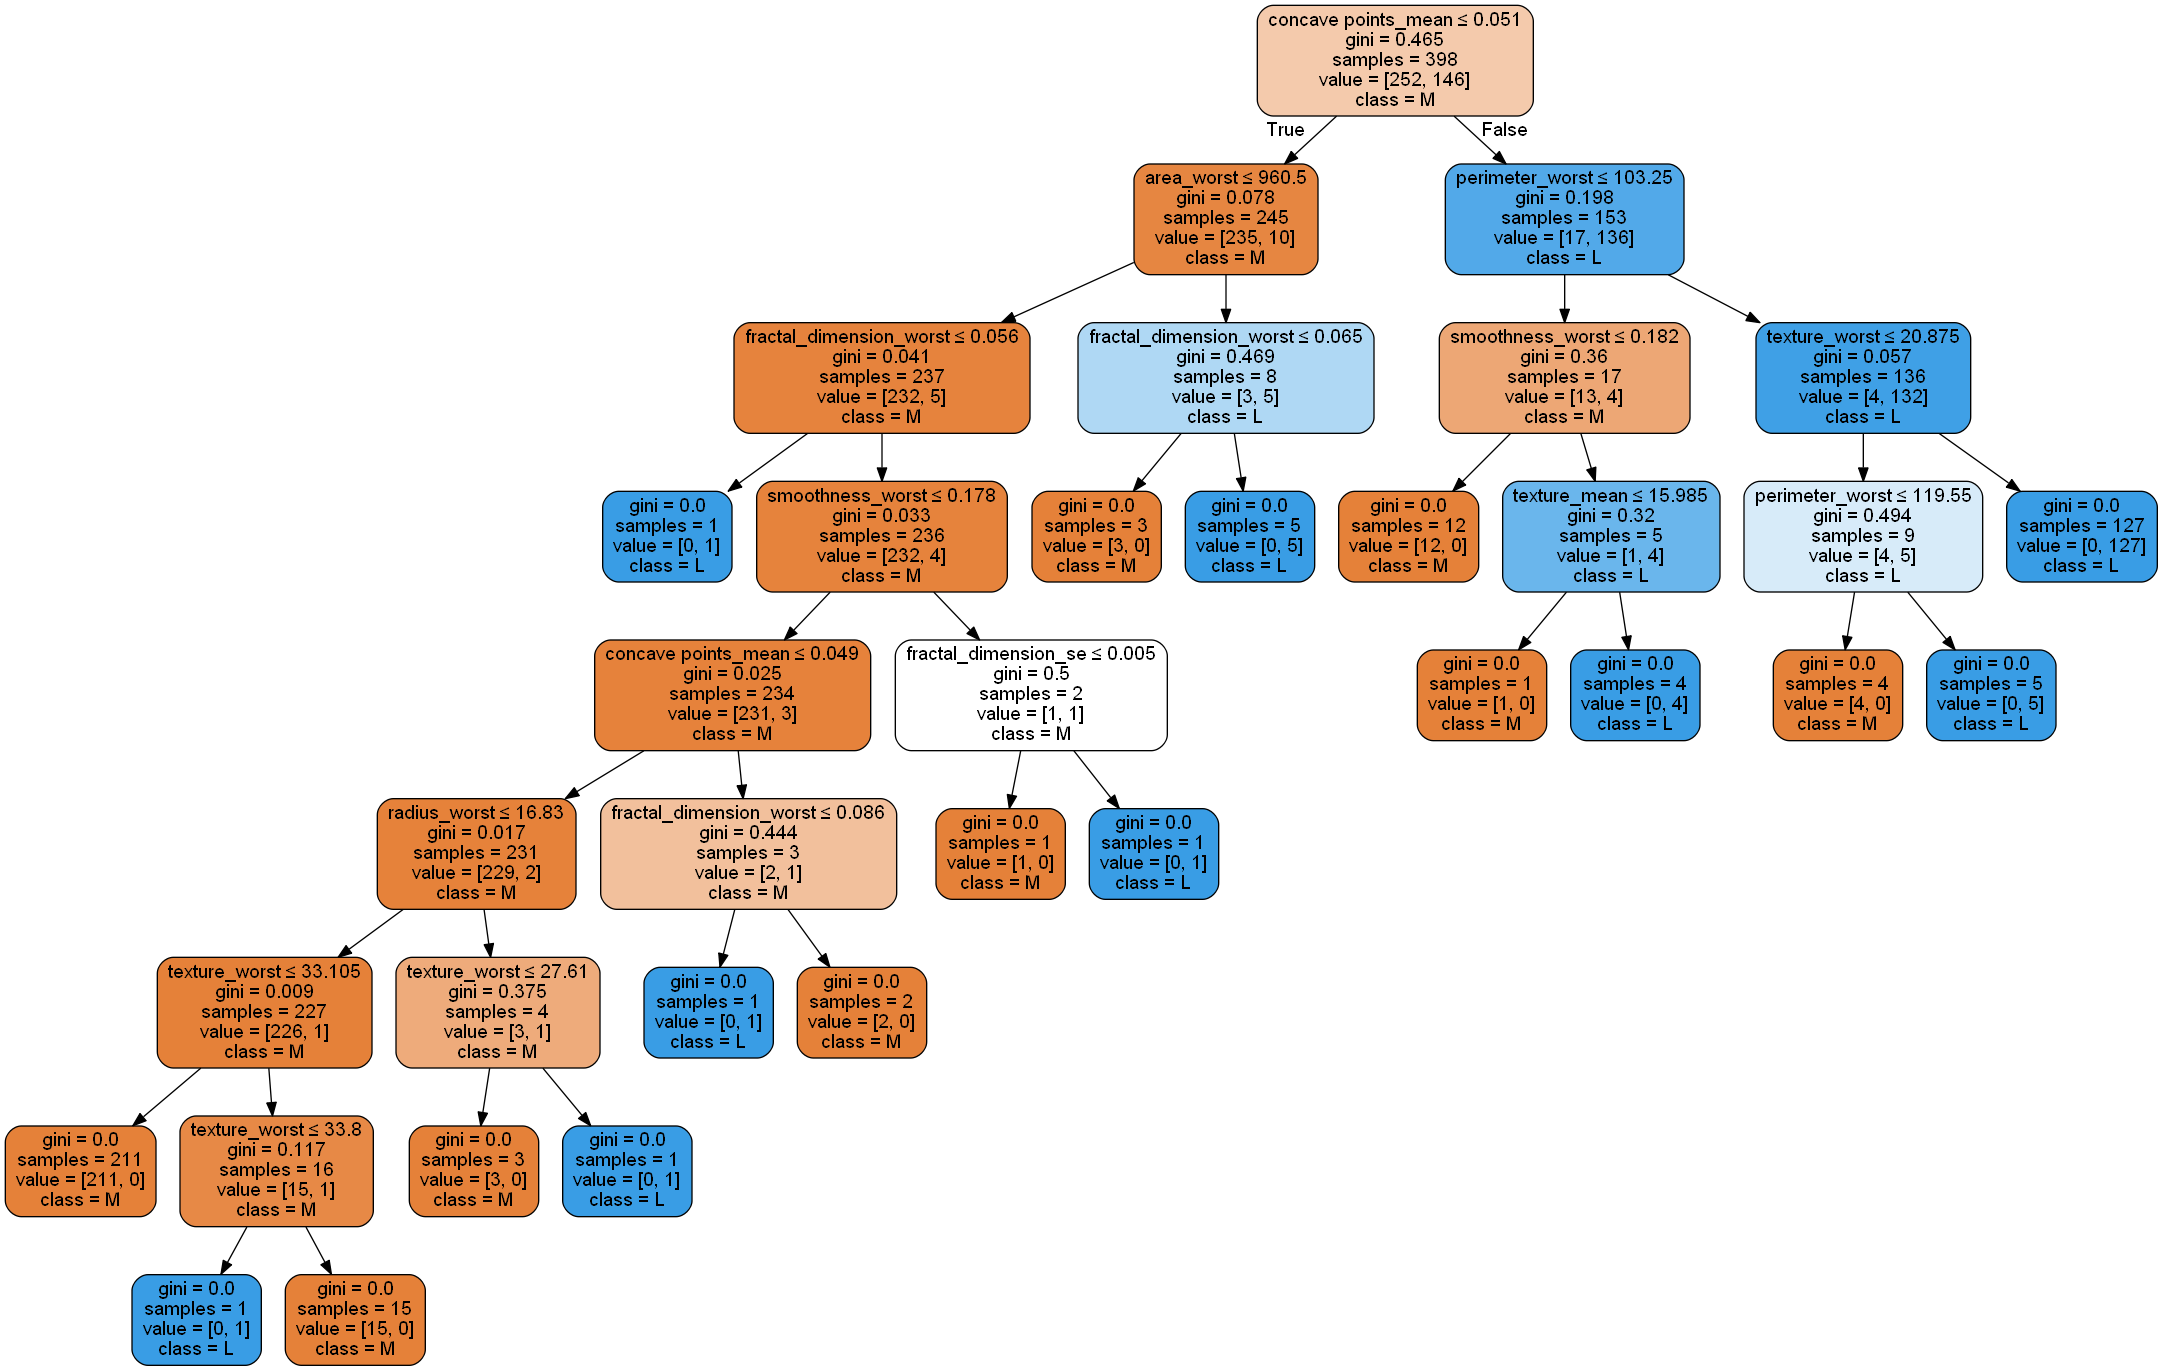 concave points_mean ≤ 0.051
gini = 0.465
samples = 398
value = [252, 146]
class = M
True
False
area_worst ≤ 960.5
gini = 0.078
samples = 245
value = [235, 10]
class = M
perimeter_worst ≤ 103.25
gini = 0.198
samples = 153
value = [17, 136]
class = L
fractal_dimension_worst ≤ 0.056
gini = 0.041
samples = 237
value = [232, 5]
class = M
fractal_dimension_worst ≤ 0.065
gini = 0.469
samples = 8
value = [3, 5]
class = L
smoothness_worst ≤ 0.182
gini = 0.36
samples = 17
value = [13, 4]
class = M
texture_worst ≤ 20.875
gini = 0.057
samples = 136
value = [4, 132]
class = L
gini = 0.0
samples = 1
value = [0, 1]
class = L
smoothness_worst ≤ 0.178
gini = 0.033
samples = 236
value = [232, 4]
class = M
gini = 0.0
samples = 3
value = [3, 0]
class = M
gini = 0.0
samples = 5
value = [0, 5]
class = L
gini = 0.0
samples = 12
value = [12, 0]
class = M
texture_mean ≤ 15.985
gini = 0.32
samples = 5
value = [1, 4]
class = L
perimeter_worst ≤ 119.55
gini = 0.494
samples = 9
value = [4, 5]
class = L
gini = 0.0
samples = 127
value = [0, 127]
class = L
concave points_mean ≤ 0.049
gini = 0.025
samples = 234
value = [231, 3]
class = M
fractal_dimension_se ≤ 0.005
gini = 0.5
samples = 2
value = [1, 1]
class = M
gini = 0.0
samples = 1
value = [1, 0]
class = M
gini = 0.0
samples = 4
value = [0, 4]
class = L
gini = 0.0
samples = 4
value = [4, 0]
class = M
gini = 0.0
samples = 5
value = [0, 5]
class = L
radius_worst ≤ 16.83
gini = 0.017
samples = 231
value = [229, 2]
class = M
fractal_dimension_worst ≤ 0.086
gini = 0.444
samples = 3
value = [2, 1]
class = M
gini = 0.0
samples = 1
value = [1, 0]
class = M
gini = 0.0
samples = 1
value = [0, 1]
class = L
texture_worst ≤ 33.105
gini = 0.009
samples = 227
value = [226, 1]
class = M
texture_worst ≤ 27.61
gini = 0.375
samples = 4
value = [3, 1]
class = M
gini = 0.0
samples = 1
value = [0, 1]
class = L
gini = 0.0
samples = 2
value = [2, 0]
class = M
gini = 0.0
samples = 211
value = [211, 0]
class = M
texture_worst ≤ 33.8
gini = 0.117
samples = 16
value = [15, 1]
class = M
gini = 0.0
samples = 3
value = [3, 0]
class = M
gini = 0.0
samples = 1
value = [0, 1]
class = L
gini = 0.0
samples = 1
value = [0, 1]
class = L
gini = 0.0
samples = 15
value = [15, 0]
class = M